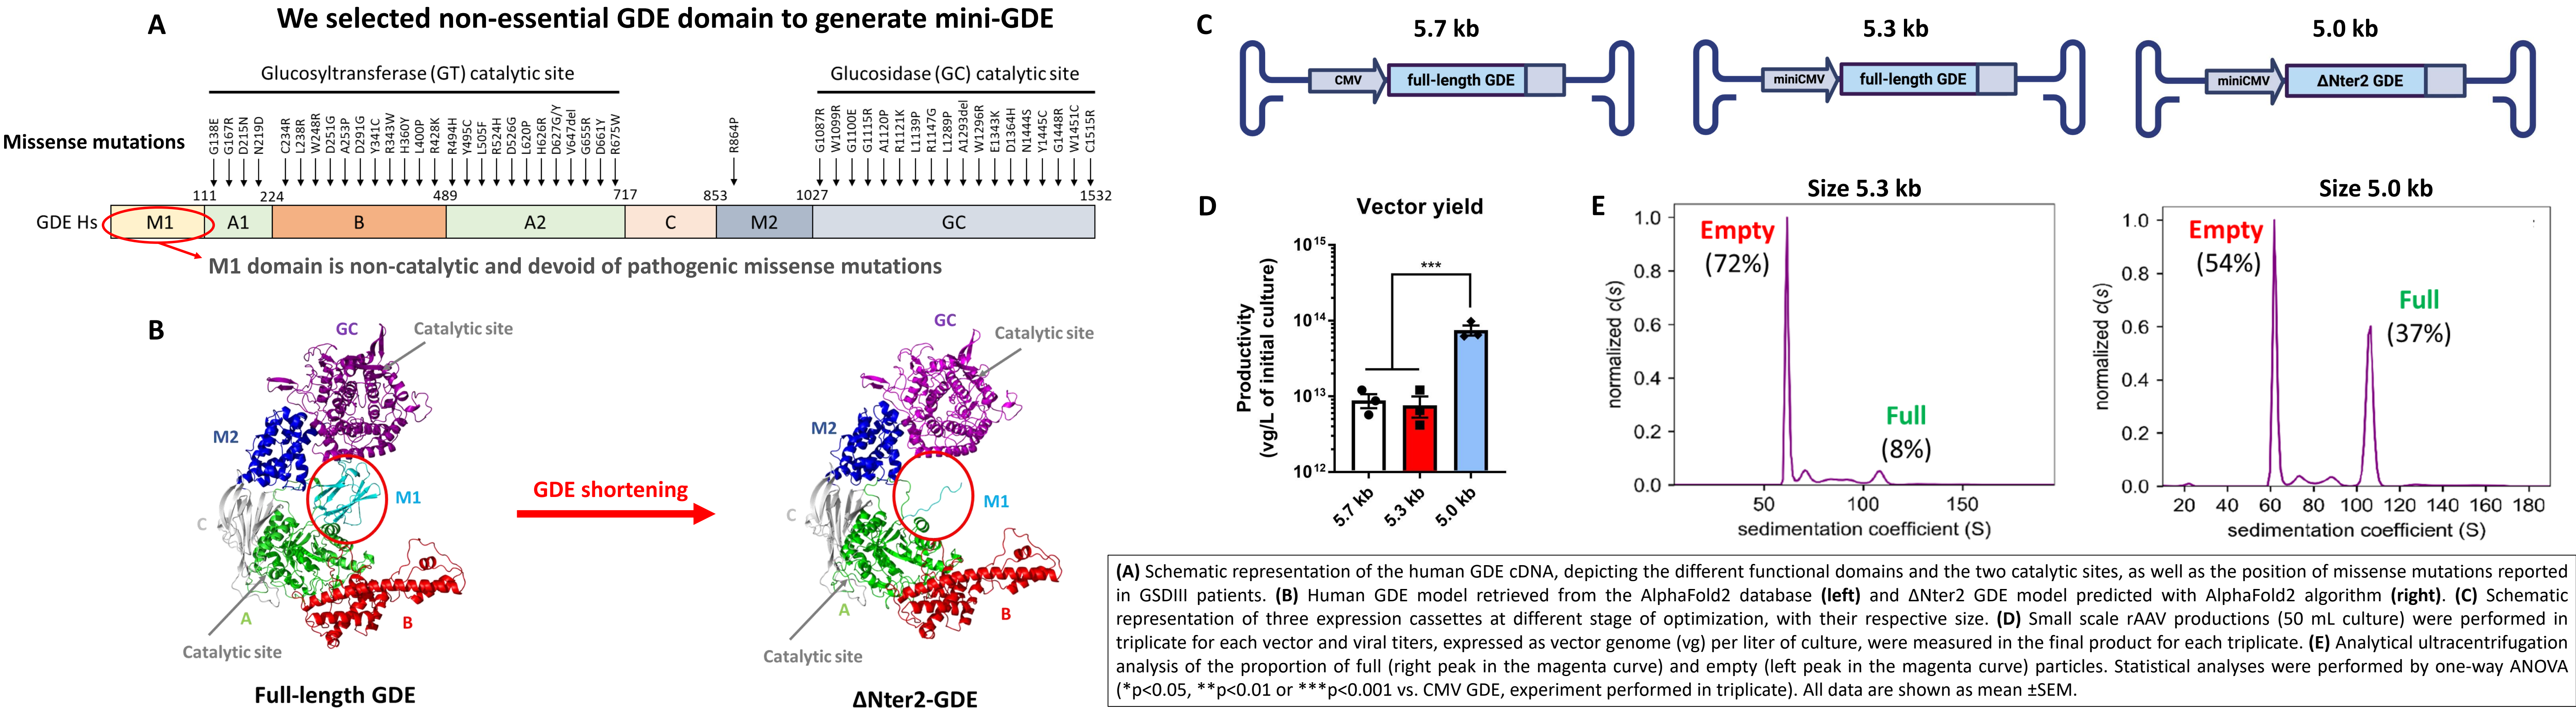 A
We selected non-essential GDE domain to generate mini-GDE
Glucosyltransferase (GT) catalytic site
Glucosidase (GC) catalytic site
Missense mutations
G138E
G167R
D215N
N219D
C234R
L238R
W248R
D251G
A253P
D291G
Y341C
R343W
H360Y
L400P
R428K
R494H
Y495C
L505F
R524H
D526G
L620P
H626R
D627G/Y
V647del
G655R
D661Y
R675W
R864P
G1087R
W1099R
G1100E
G1115R
A1120P
R1121K
L1139P
R1147G
L1289P
A1293del
W1296R
E1343K
D1364H
N1444S
Y1445C
G1448R
W1451C
C1515R
111 224 489 717 853 1027 1532
GDE Hs M1 A1 B A2 C M2 GC
M1 domain is non-catalytic and devoid of pathogenic missense mutations
B
GC
Catalytic site
M2
M1
C
A
B
Catalytic site
Full-length GDE
GDE shortening
GC
Catalytic site
M2
M1
C
A
B
Catalytic site
ΔNter2-GDE
C
5.7 kb
CMV full-length GDE
5.3 kb
miniCMV full-length GDE
5.0 kb
miniCMV ΔNter2 GDE
D
Vector yield
Productivity
(vg/L of initial culture)
10¹⁵
10¹⁴
10¹³
10¹²
***
5.7 kb
5.3 kb
5.0 kb
E
Size 5.3 kb
normalized c(s)
1.0
0.8
0.6
0.4
0.2
0.0
Empty
(72%)
Full
(8%)
50 100 150
sedimentation coefficient (S)
Size 5.0 kb
normalized c(s)
1.0
0.8
0.6
0.4
0.2
0.0
Empty
(54%)
Full
(37%)
20 40 60 80 100 120 140 160 180
sedimentation coefficient (S)
(A) Schematic representation of the human GDE cDNA, depicting the different functional domains and the two catalytic sites, as well as the position of missense mutations reported
in GSDIII patients. (B) Human GDE model retrieved from the AlphaFold2 database (left) and ΔNter2 GDE model predicted with AlphaFold2 algorithm (right). (C) Schematic
representation of three expression cassettes at different stage of optimization, with their respective size. (D) Small scale rAAV productions (50 mL culture) were performed in
triplicate for each vector and viral titers, expressed as vector genome (vg) per liter of culture, were measured in the final product for each triplicate. (E) Analytical ultracentrifugation
analysis of the proportion of full (right peak in the magenta curve) and empty (left peak in the magenta curve) particles. Statistical analyses were performed by one-way ANOVA
(*p<0.05, **p<0.01 or ***p<0.001 vs. CMV GDE, experiment performed in triplicate). All data are shown as mean ±SEM.